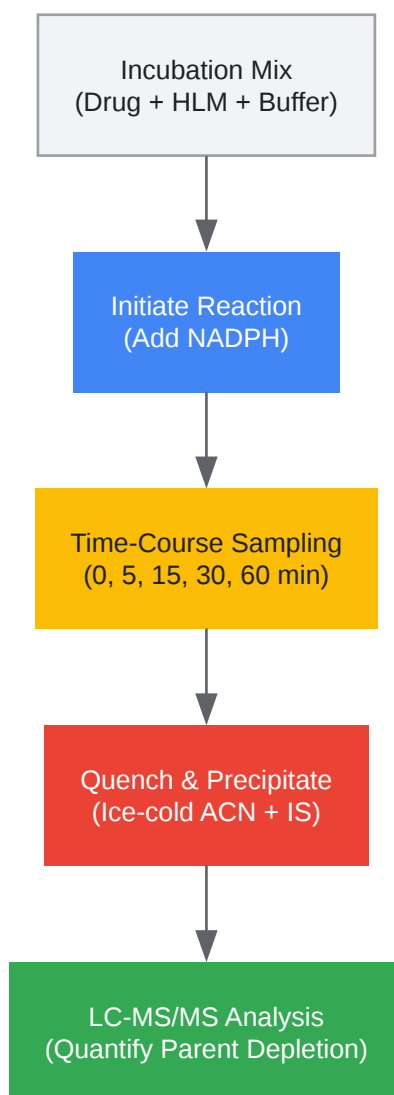 Incubation Mix
(Drug + HLM + Buffer)
Initiate Reaction
(Add NADPH)
Time-Course Sampling
(0, 5, 15, 30, 60 min)
Quench & Precipitate
(Ice-cold ACN + IS)
LC-MS/MS Analysis
(Quantify Parent Depletion)